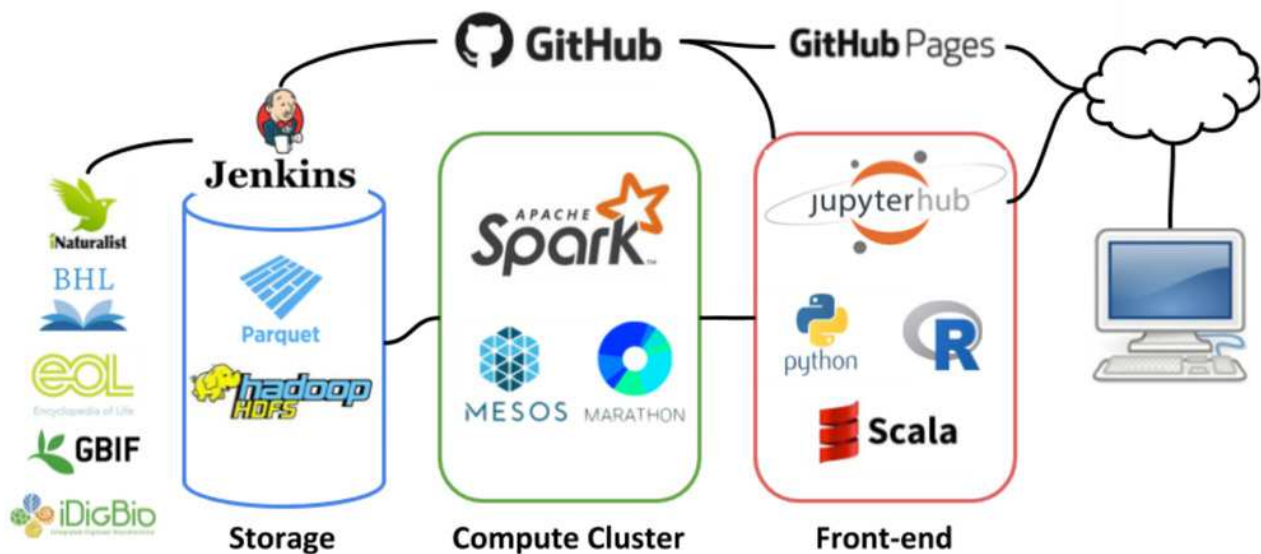 GitHub
GitHub Pages
Jenkins
iNaturalist
BHL
eOL
Encyclopedia of Life
GBIF
iDigBio
Parquet
hadoop
HDFS
APACHE
Spark
MESOS
MARATHON
jupyterhub
python
R
Scala
Storage
Compute Cluster
Front-end